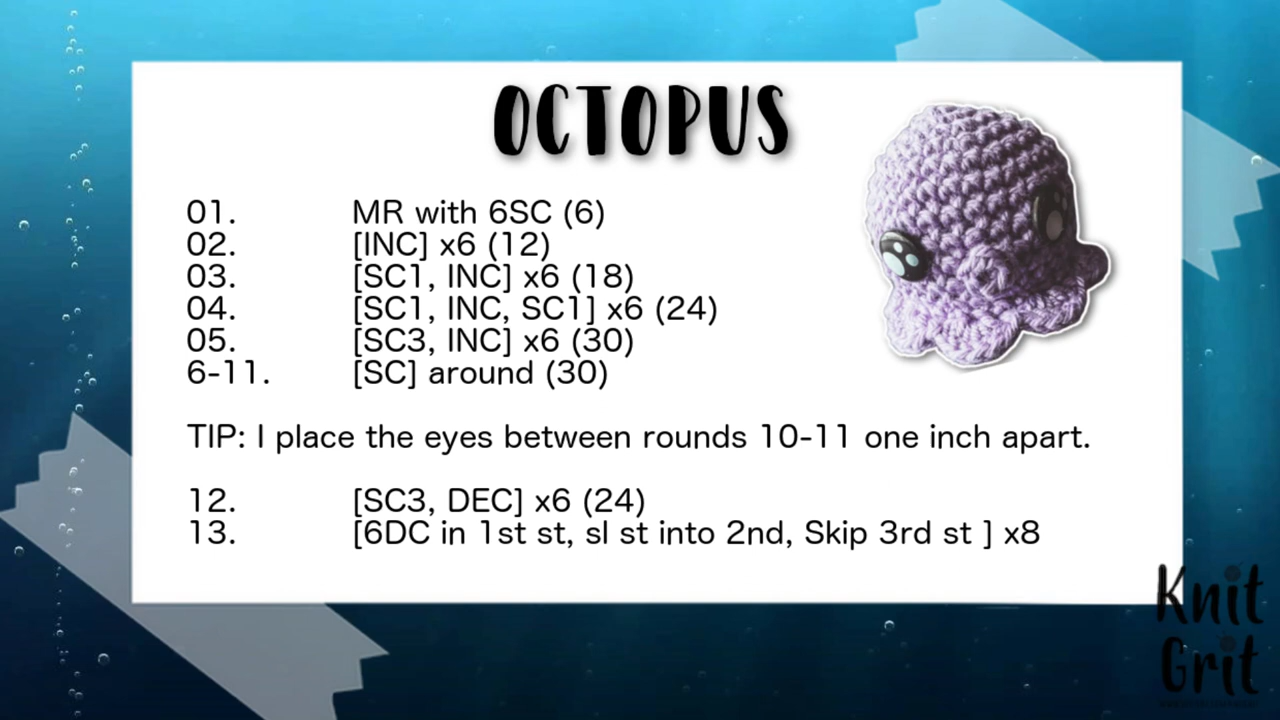 OCTOPUS
01. MR with 6SC (6)
02. [INC] x6 (12)
03. [SC1, INC] x6 (18)
04. [SC1, INC, SC1] x6 (24)
05. [SC3, INC] x6 (30)
6-11. [SC] around (30)
TIP: I place the eyes between rounds 10-11 one inch apart.
12. [SC3, DEC] x6 (24)
13. [6DC in 1st st, sl st into 2nd, Skip 3rd st ] x8
Knit
Grit